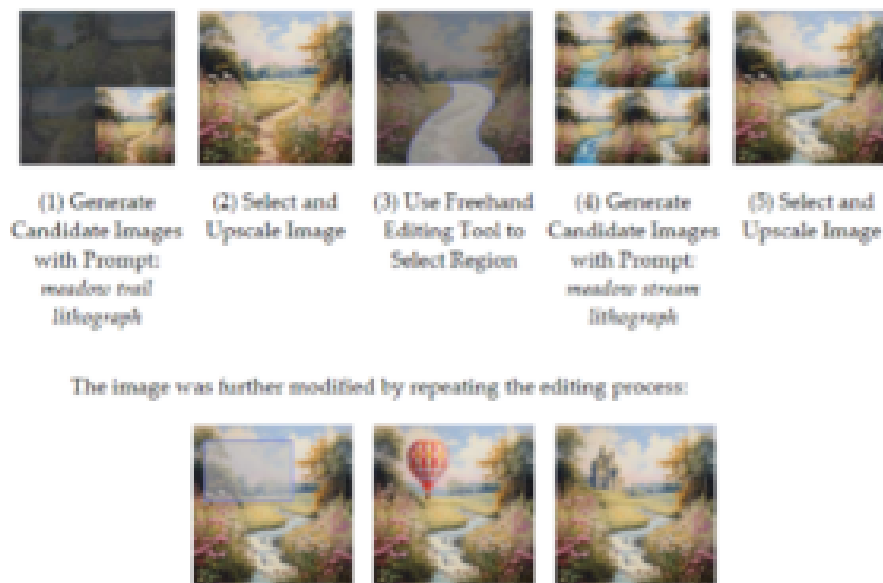 (1) Generate
Candidate Images
with Prompt:
meadow trail
lithograph
(2) Select and
Upscale Image
(3) Use Freehand
Editing Tool to
Select Region
(4) Generate
Candidate Images
with Prompt:
meadow stream
lithograph
(5) Select and
Upscale Image
The image was further modified by repeating the editing process: